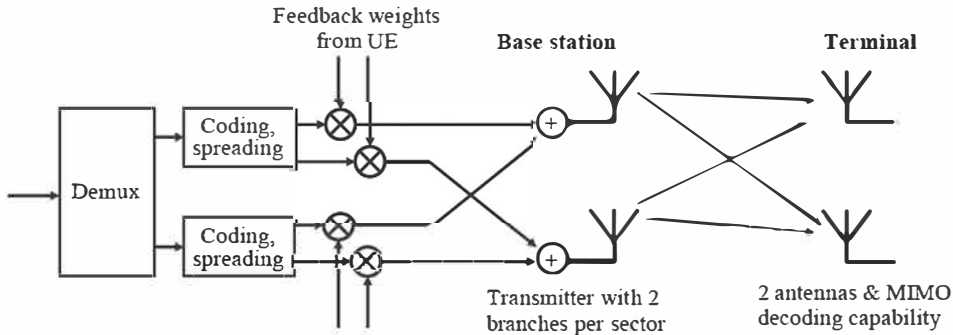 Feedback weights
from UE
Base station
Terminal
Coding,
spreading
Demux
Coding,
spreading
Transmitter with 2
branches per sector
2 antennas & MIMO
decoding capability